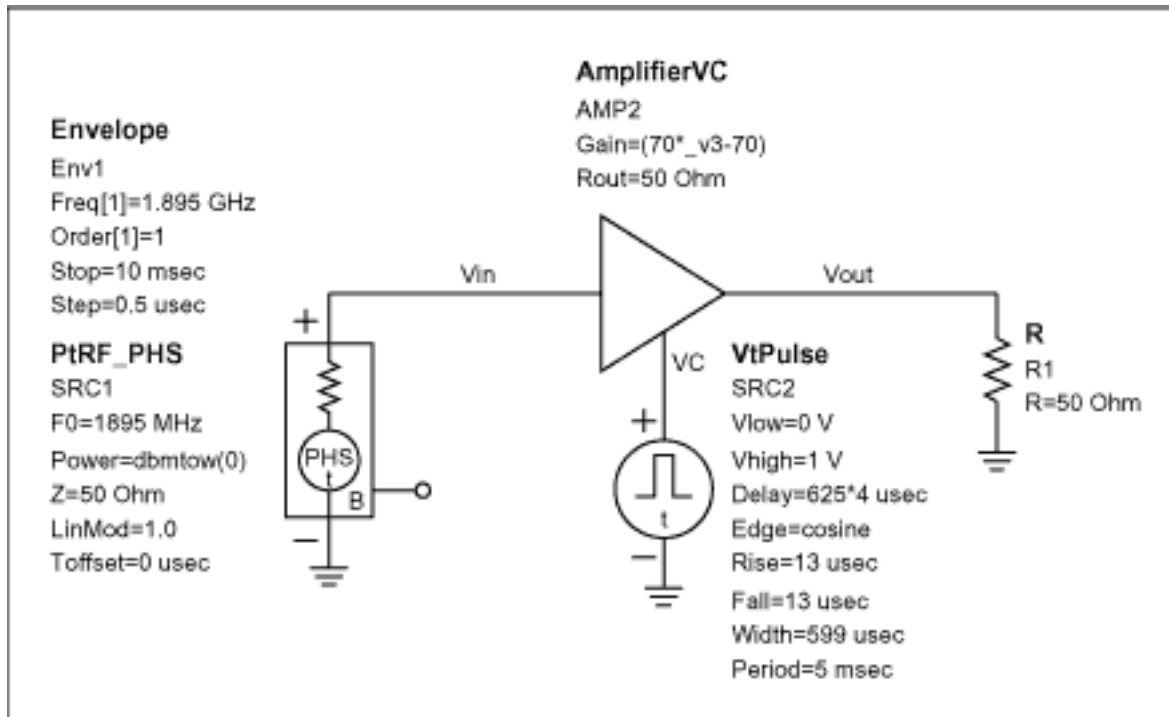 Envelope
Env1
Freq[1]=1.895 GHz
Order[1]=1
Stop=10 msec
Step=0.5 usec
PtRF_PHS
SRC1
F0=1895 MHz
Power=dbmtow(0)
Z=50 Ohm
LinMod=1.0
Toffset=0 usec
+
PHS
t
B
−
Vin
AmplifierVC
AMP2
Gain=(70*_v3-70)
Rout=50 Ohm
Vout
VC
+
t
−
VtPulse
SRC2
Vlow=0 V
Vhigh=1 V
Delay=625*4 usec
Edge=cosine
Rise=13 usec
Fall=13 usec
Width=599 usec
Period=5 msec
R
R1
R=50 Ohm